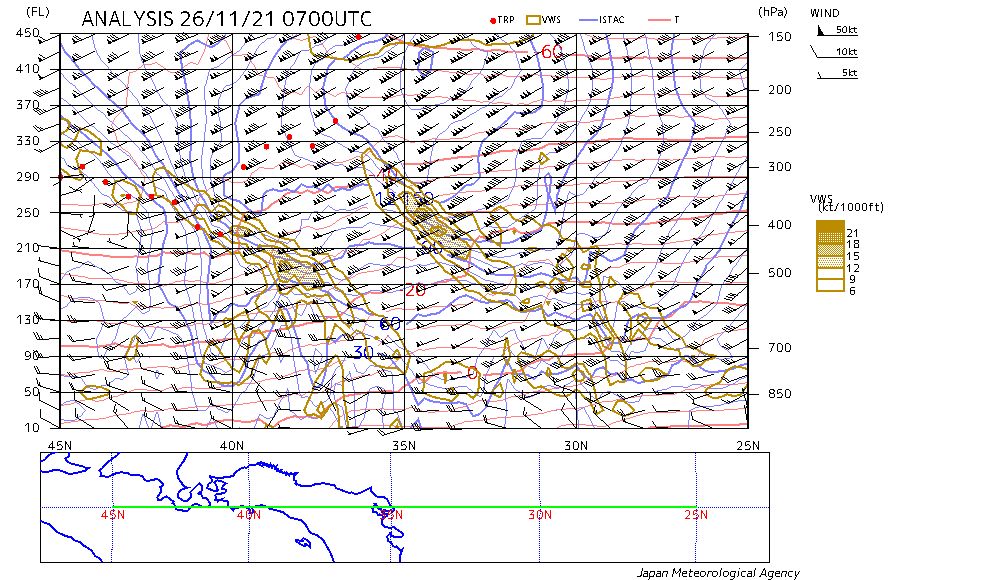 (FL) ANALYSIS 26/11/21 0700UTC TRP VWS ISTAC T (hPa) WIND
450 150 50kt
410 -60 10kt
370 200 5kt
330 250
290 300
250 400 VWS (kt/1000ft)
210 500 21
170 -20 18
130 60 15
90 30 700 12
50 0 850 9
10 6
45N 40N 35N 30N 25N
45N 40N 35N 30N 25N
Japan Meteorological Agency